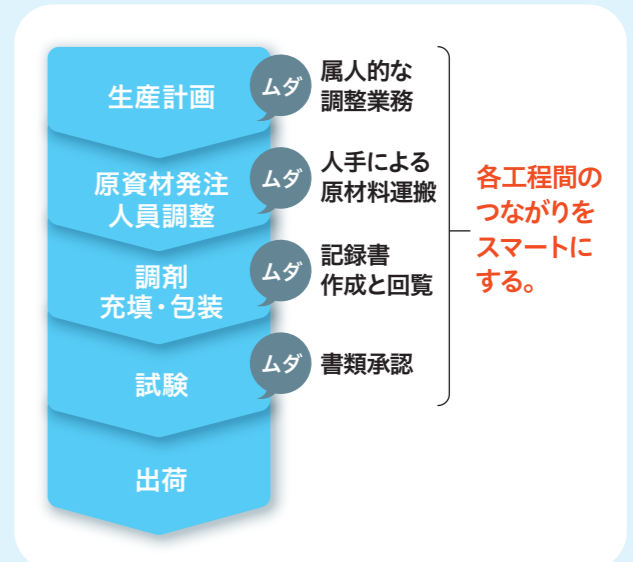 生産計画
ムダ
属人的な
調整業務
原資材発注
人員調整
ムダ
人手による
原材料運搬
調剤
充填・包装
ムダ
記録書
作成と回覧
試験
ムダ
書類承認
出荷
各工程間の
つながりを
スマートに
する。